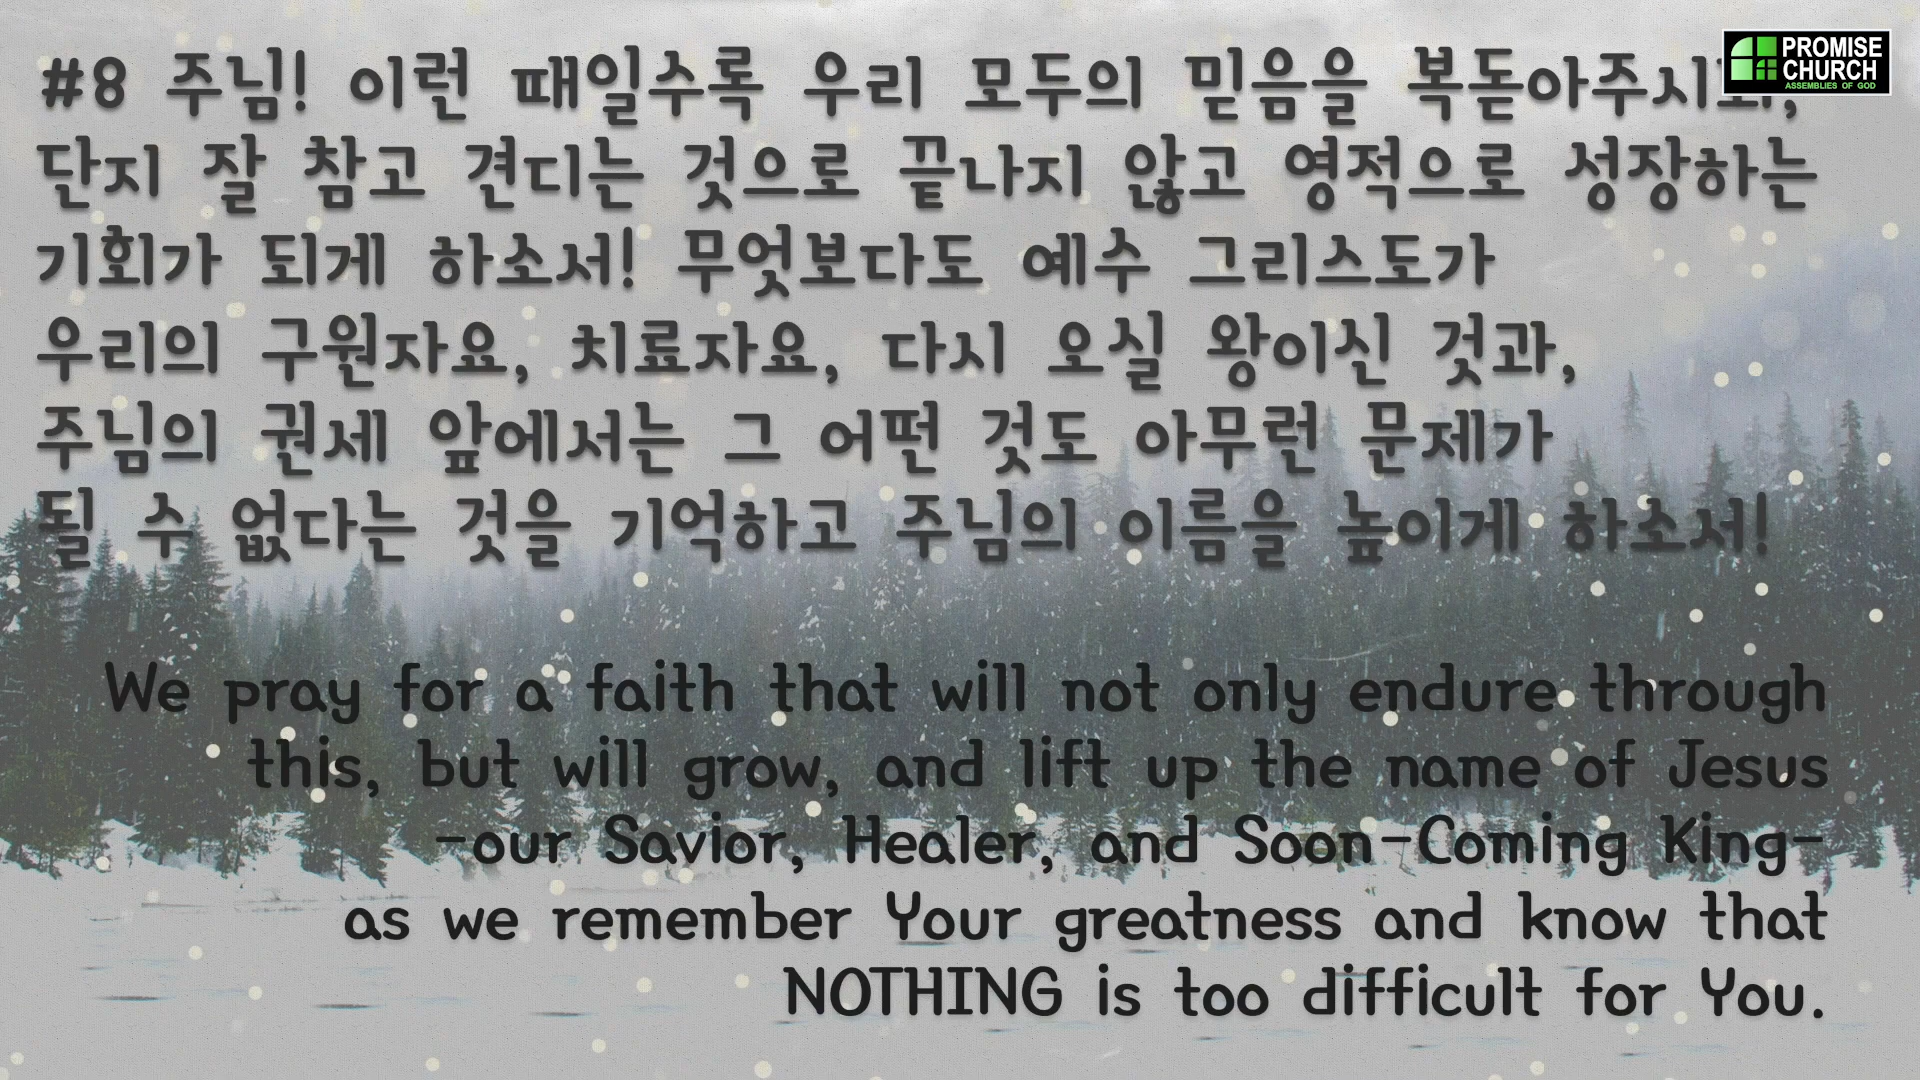 #8 주님! 이런 때일수록 우리 모두의 믿음을 복돋아주시되,
단지 잘 참고 견디는 것으로 끝나지 않고 영적으로 성장하는
기회가 되게 하소서! 무엇보다도 예수 그리스도가
우리의 구원자요, 치료자요, 다시 오실 왕이신 것과,
주님의 권세 앞에서는 그 어떤 것도 아무런 문제가
될 수 없다는 것을 기억하고 주님의 이름을 높이게 하소서!
We pray for a faith that will not only endure through
this, but will grow, and lift up the name of Jesus
-our Savior, Healer, and Soon-Coming King-
as we remember Your greatness and know that
NOTHING is too difficult for You.
PROMISE
CHURCH
ASSEMBLIES OF GOD